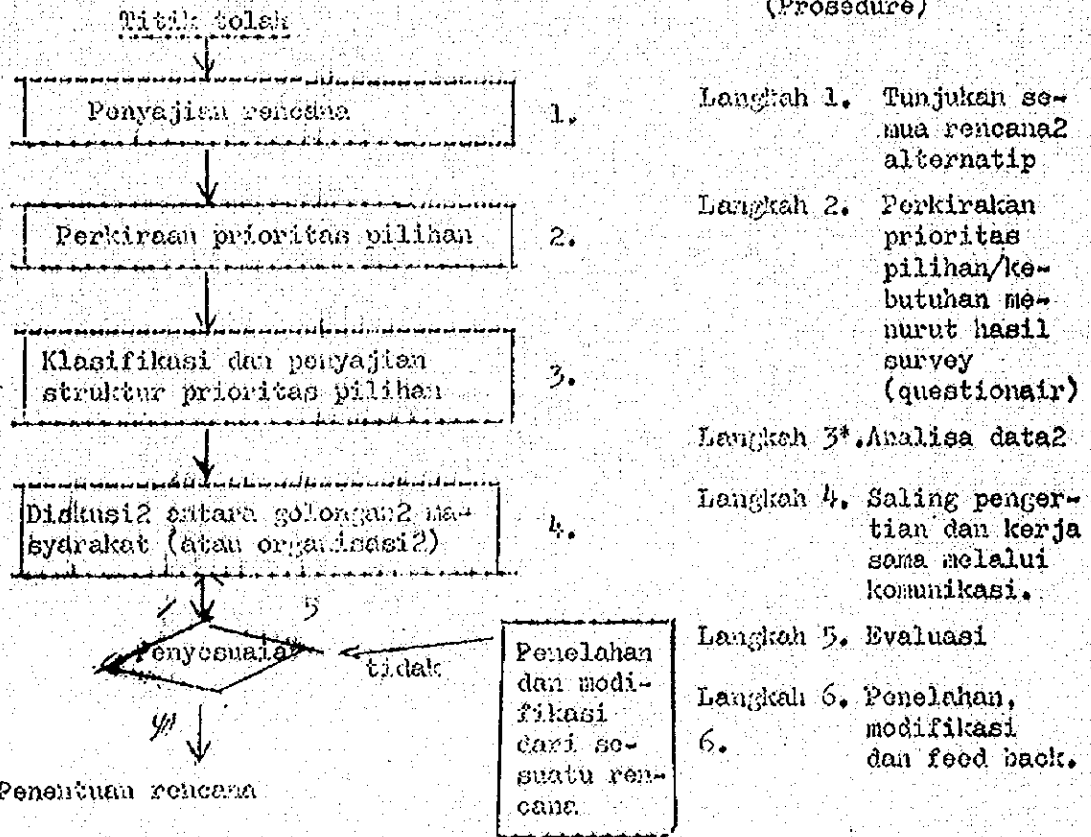 (Prosedure)
Titik tolak
Penyajian rencana
1.
Perkiraan prioritas pilihan
2.
Klasifikasi dan penyajian
struktur prioritas pilihan
3.
Diskusi2 antara golongan2 ma-
syarakat (atau organisasi2)
4.
5
Penyesuaian
tidak
Penelahan
dan modi-
fikasi
dari se-
suatu ren-
cana
6.
Penentuan rencana
Langkah 1. Tunjukan se-
mua rencana2
alternatip
Langkah 2. Perkirakan
prioritas
pilihan/ke-
butuhan me-
nurut hasil
survey
(questionair)
Langkah 3*. Analisa data2
Langkah 4. Saling penger-
tian dan kerja
sama melalui
komunikasi.
Langkah 5. Evaluasi
Langkah 6. Penelahan,
modifikasi
dan feed back.